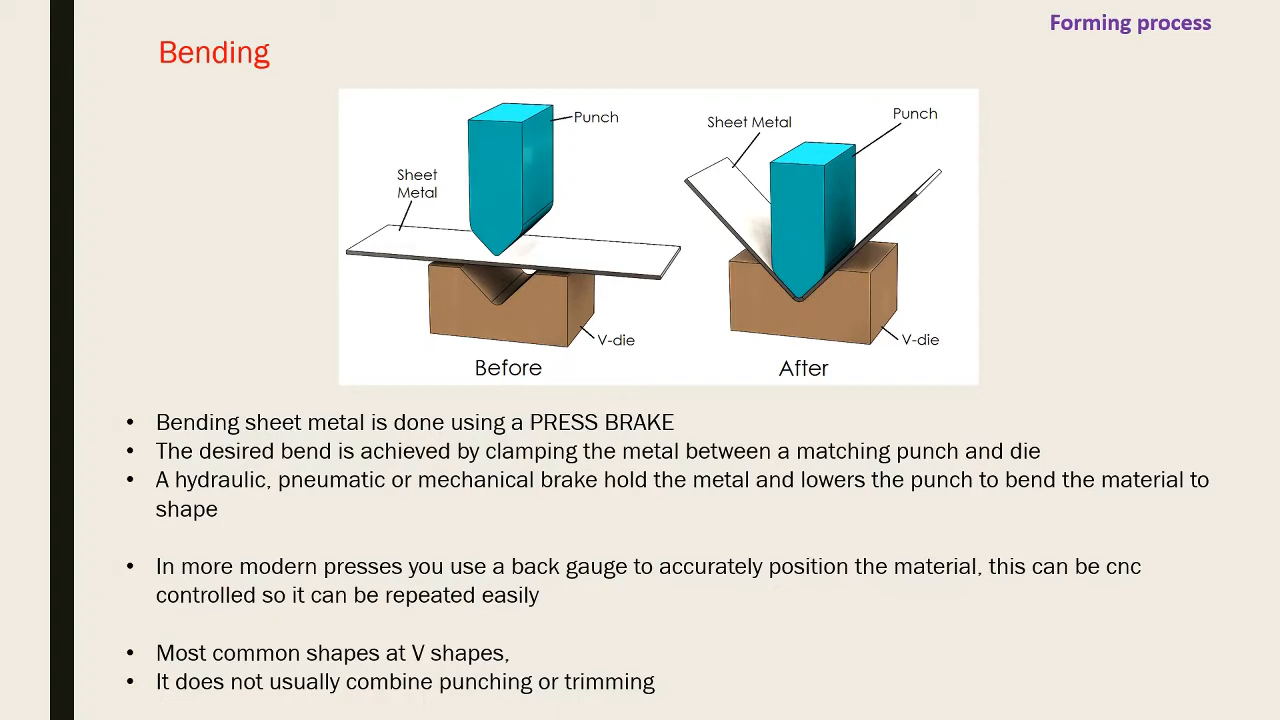 Forming process
Bending
Punch
Sheet
Metal
V-die
Before
Sheet Metal
Punch
V-die
After
• Bending sheet metal is done using a PRESS BRAKE
• The desired bend is achieved by clamping the metal between a matching punch and die
• A hydraulic, pneumatic or mechanical brake hold the metal and lowers the punch to bend the material to
shape
• In more modern presses you use a back gauge to accurately position the material, this can be cnc
controlled so it can be repeated easily
• Most common shapes at V shapes,
• It does not usually combine punching or trimming